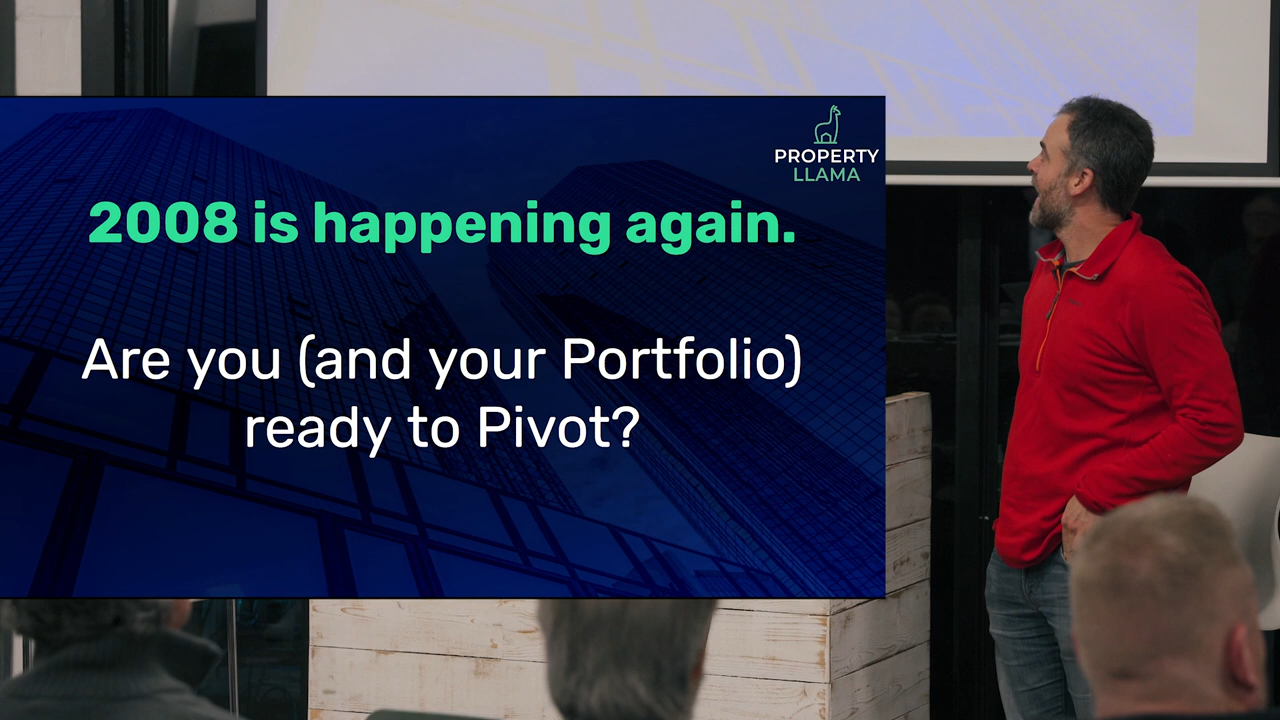 PROPERTY
LLAMA
2008 is happening again.
Are you (and your Portfolio)
ready to Pivot?